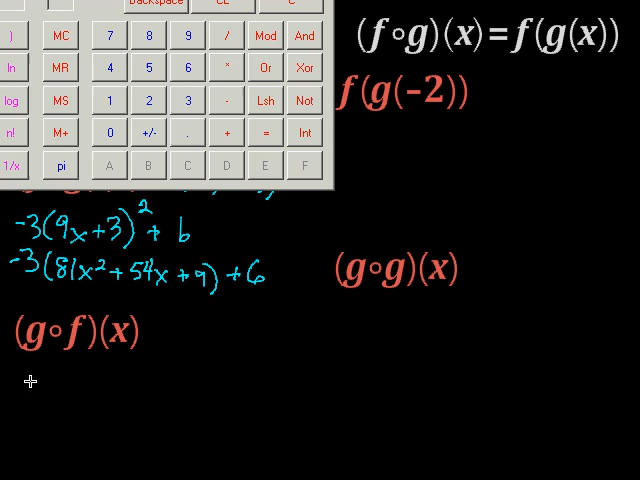 Backspace CE C
) MC 7 8 9 / Mod And
ln MR 4 5 6 * Or Xor
log MS 1 2 3 - Lsh Not
n! M+ 0 +/- . + = Int
1/x pi A B C D E F
(f∘g)(x)=f(g(x))
f(g(-2))
-3(9x+3)² + 6
-3(81x² + 54x + 9) + 6
(g∘g)(x)
(g∘f)(x)